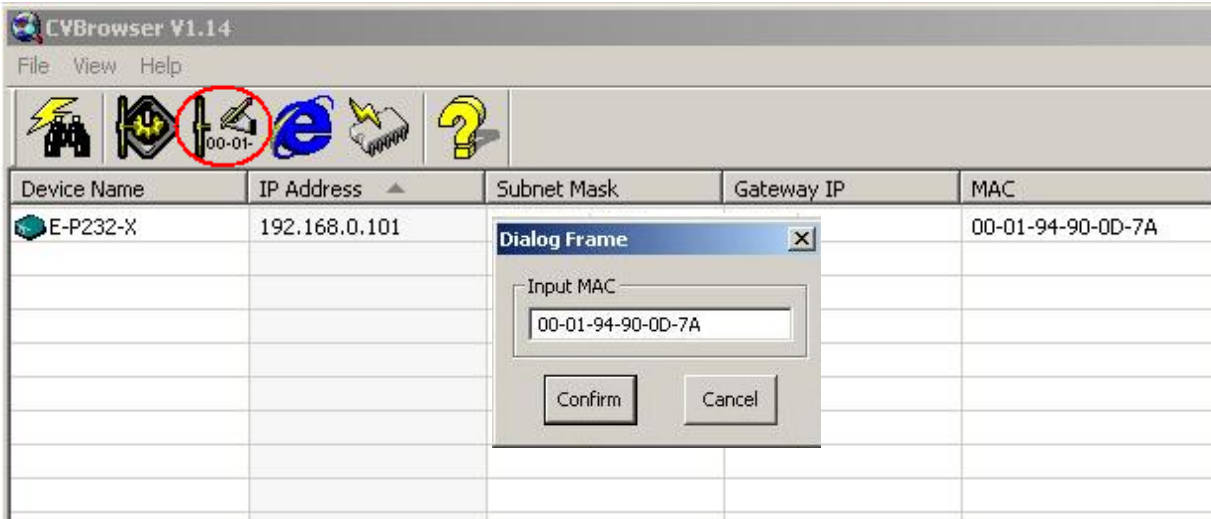 CVBrowser V1.14
File View Help
00-01-
Device Name IP Address Subnet Mask Gateway IP MAC
E-P232-X 192.168.0.101 00-01-94-90-0D-7A
Dialog Frame
Input MAC
00-01-94-90-0D-7A
Confirm Cancel